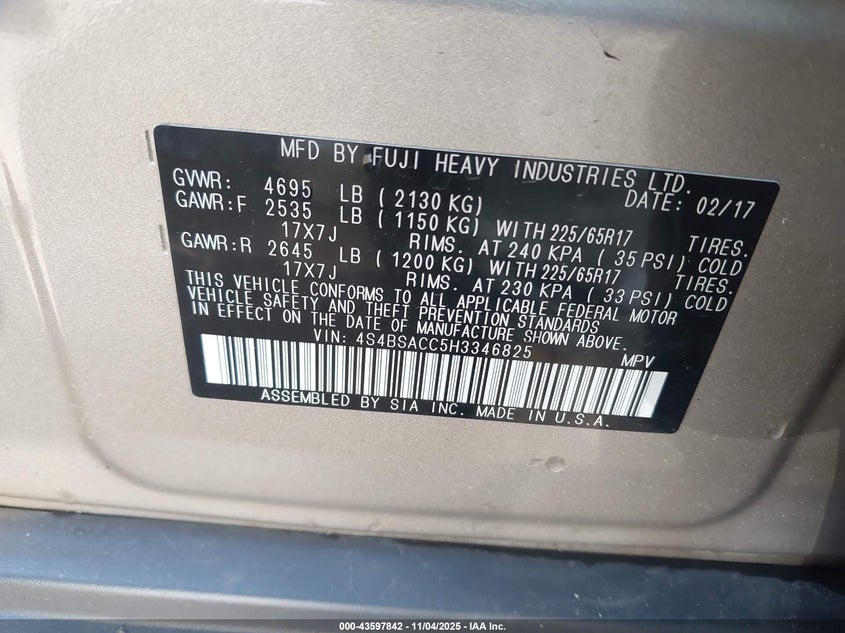 MFD BY FUJI HEAVY INDUSTRIES LTD.
GVWR: 4695 LB ( 2130 KG) DATE: 02/17
GAWR:F 2535 LB ( 1150 KG) WITH 225/65R17 TIRES.
17X7J RIMS. AT 240 KPA ( 35 PSI) COLD
GAWR:R 2645 LB ( 1200 KG) WITH 225/65R17 TIRES.
17X7J RIMS. AT 230 KPA ( 33 PSI) COLD
THIS VEHICLE CONFORMS TO ALL APPLICABLE FEDERAL MOTOR
VEHICLE SAFETY AND THEFT PREVENTION STANDARDS
IN EFFECT ON THE DATE OF MANUFACTURE SHOWN ABOVE.
VIN: 4S4BSACC5H3346825 MPV
ASSEMBLED BY SIA INC. MADE IN U.S.A.
000-43597842 - 11/04/2025 - IAA Inc.